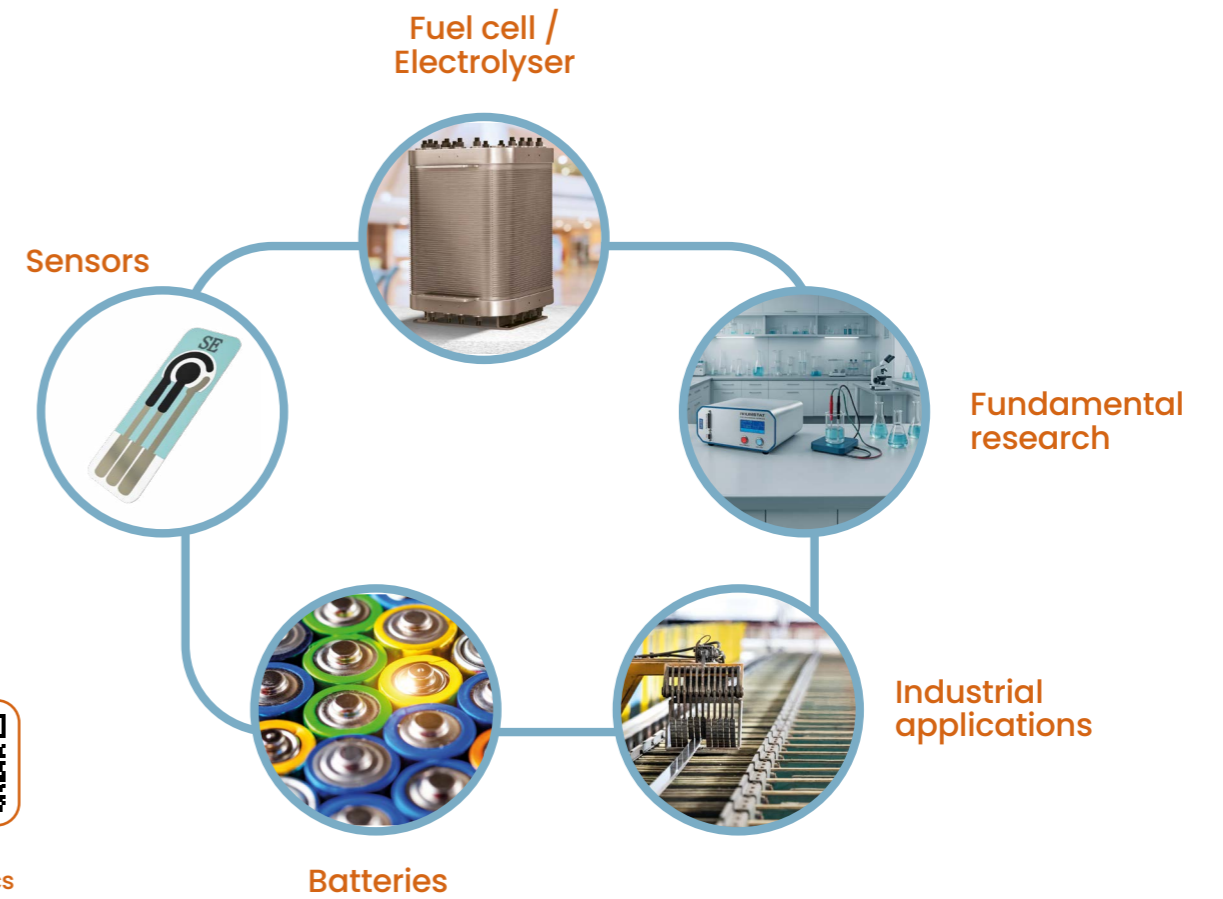 Fuel cell /
Electrolyser
Sensors
SE
Fundamental
research
Industrial
applications
Batteries